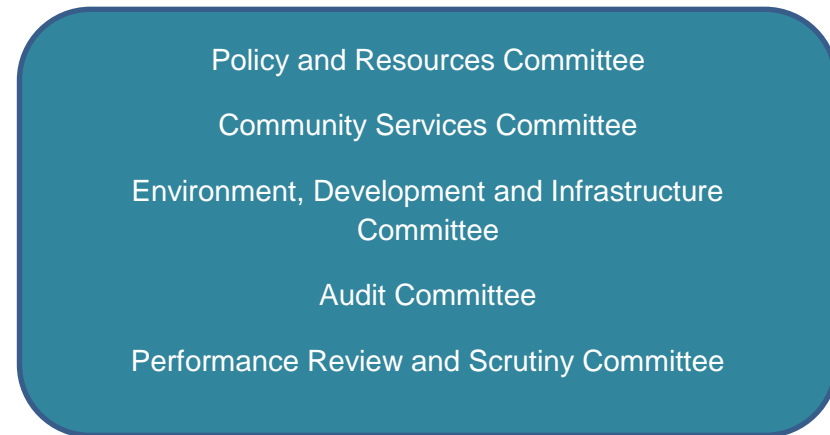 Policy and Resources Committee
Community Services Committee
Environment, Development and Infrastructure
Committee
Audit Committee
Performance Review and Scrutiny Committee